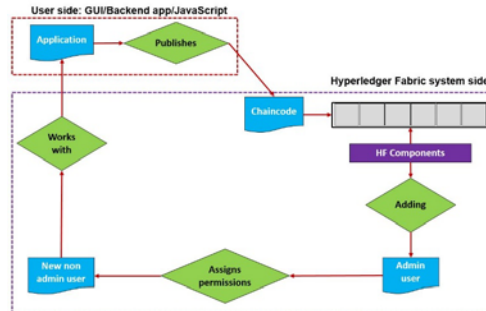 User side: GUI/Backend app/JavaScript
Application
Publishes
Hyperledger Fabric system side
Chaincode
Works
with
HF Components
Adding
New non
admin user
Assigns
permissions
Admin
user